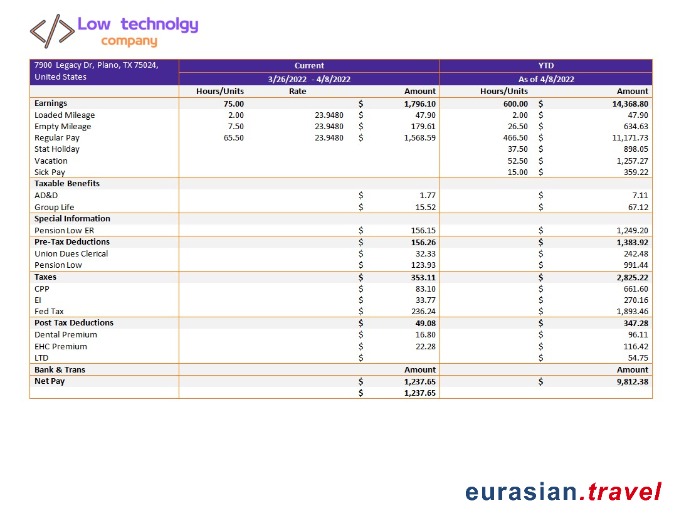 Low technolgy
company
7900 Legacy Dr, Plano, TX 75024, Current YTD
United States 3/26/2022 - 4/8/2022 As of 4/8/2022
Hours/Units Rate Amount Hours/Units Amount
Earnings 75.00 $ 1,796.10 600.00 $ 14,368.80
Loaded Mileage 2.00 23.9480 $ 47.90 2.00 $ 47.90
Empty Mileage 7.50 23.9480 $ 179.61 26.50 $ 634.63
Regular Pay 65.50 23.9480 $ 1,568.59 466.50 $ 11,171.73
Stat Holiday 37.50 $ 898.05
Vacation 52.50 $ 1,257.27
Sick Pay 15.00 $ 359.22
Taxable Benefits
AD&D $ 1.77 $ 7.11
Group Life $ 15.52 $ 67.12
Special Information
Pension Low ER $ 156.15 $ 1,249.20
Pre-Tax Deductions $ 156.26 $ 1,383.92
Union Dues Clerical $ 32.33 $ 242.48
Pension Low $ 123.93 $ 991.44
Taxes $ 353.11 $ 2,825.22
CPP $ 83.10 $ 661.60
EI $ 33.77 $ 270.16
Fed Tax $ 236.24 $ 1,893.46
Post Tax Deductions $ 49.08 $ 347.28
Dental Premium $ 16.80 $ 96.11
EHC Premium $ 22.28 $ 116.42
LTD $ $ 54.75
Bank & Trans Amount Amount
Net Pay $ 1,237.65 $ 9,812.38
$ 1,237.65
eurasian.travel